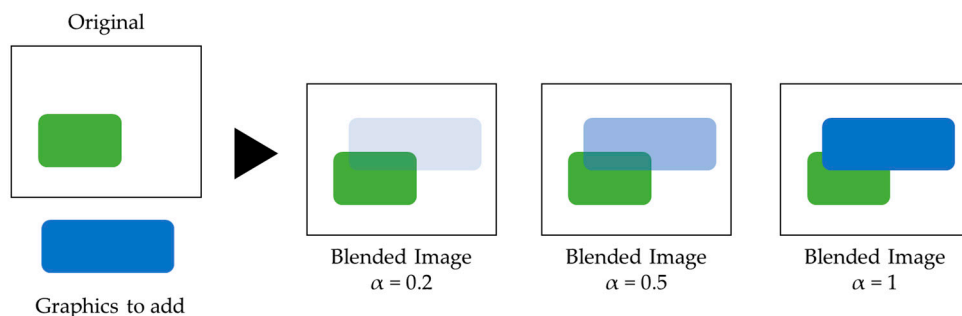 Original
Graphics to add
Blended Image
α = 0.2
Blended Image
α = 0.5
Blended Image
α = 1